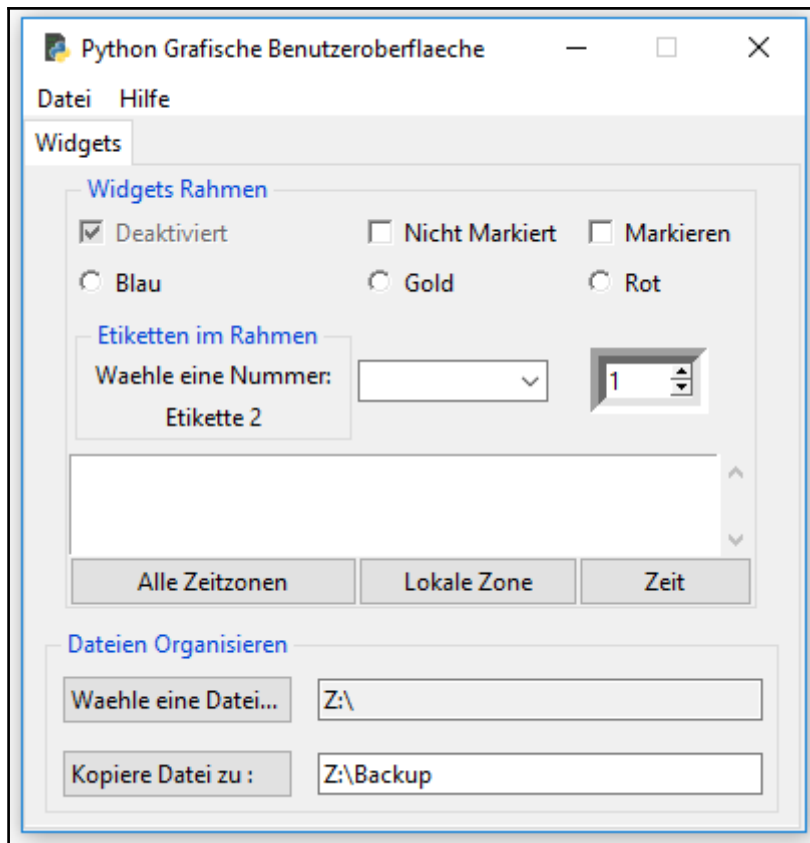 Python Grafische Benutzeroberflaeche
Datei Hilfe
Widgets
Widgets Rahmen
Deaktiviert Nicht Markiert Markieren
Blau Gold Rot
Etiketten im Rahmen
Waehle eine Nummer: 1
Etikette 2
Alle Zeitzonen Lokale Zone Zeit
Dateien Organisieren
Waehle eine Datei... Z:\
Kopiere Datei zu : Z:\Backup